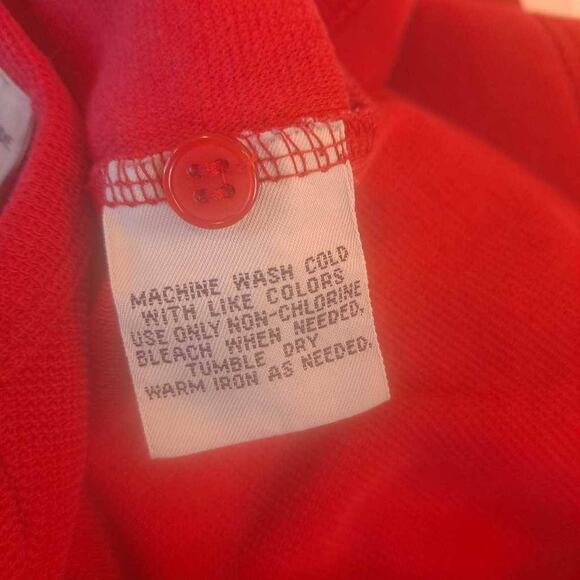 MACHINE WASH COLD
WITH LIKE COLORS
USE ONLY NON-CHLORINE
BLEACH WHEN NEEDED,
TUMBLE DRY
WARM IRON AS NEEDED.